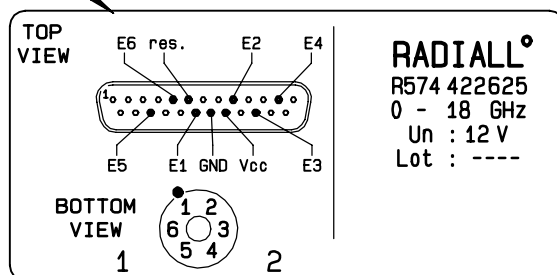 TOP
VIEW
E6 res. E2 E4
1
E5 E1 GND Vcc E3
BOTTOM
VIEW
1 2
6 3
5 4
1 2
RADIALL°
R574 422625
0 - 18 GHz
Un : 12 V
Lot : ----